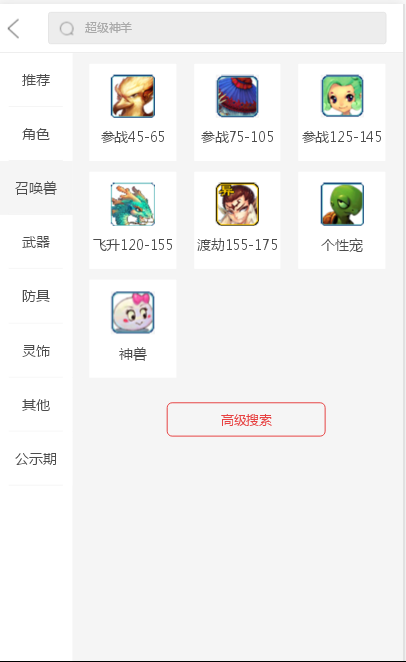 超级神羊
推荐
角色
召唤兽
武器
防具
灵饰
其他
公示期
参战45-65
参战75-105
参战125-145
飞升120-155
渡劫155-175
个性宠
神兽
高级搜索